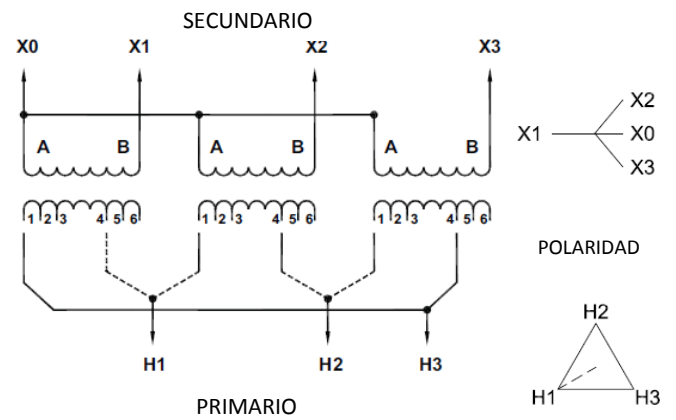 SECUNDARIO
X0 X1 X2 X3
A B A B A B
1 2 3 4 5 6 1 2 3 4 5 6 1 2 3 4 5 6
H1 H2 H3
PRIMARIO
X2
X1 X0
X3
POLARIDAD
H2
H1 H3